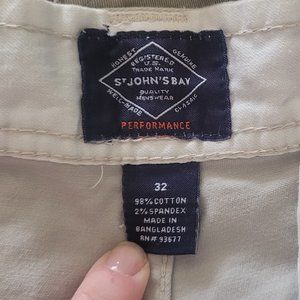 HONEST
GENUINE
REGISTERED
U.S.
TRADE MARK
ST JOHN'S BAY
QUALITY
MENSWEAR
WELL-MADE
CLASSIC
PERFORMANCE
32
98% COTTON
2% SPANDEX
MADE IN
BANGLADESH
RN# 93677